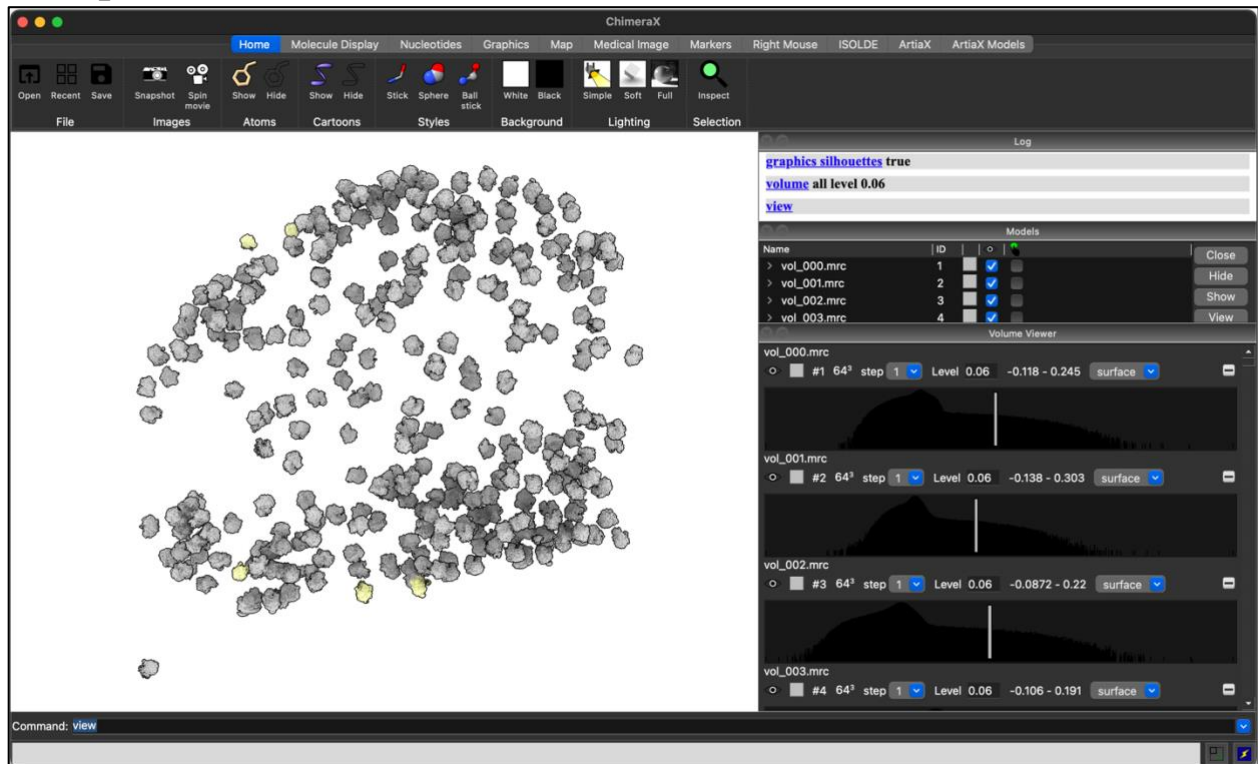 ChimeraX
Home Molecule Display Nucleotides Graphics Map Medical Image Markers Right Mouse ISOLDE ArtiaX ArtiaX Models
Open Recent Save Snapshot Spin movie Show Hide Show Hide Stick Sphere Ball stick White Black Simple Soft Full Inspect
File Images Atoms Cartoons Styles Background Lighting Selection
Log
graphics silhouettes true
volume all level 0.06
view
Models
Name ID
vol_000.mrc 1
vol_001.mrc 2
vol_002.mrc 3
vol_003.mrc 4
Close
Hide
Show
View
Volume Viewer
vol_000.mrc
#1 64³ step 1 Level 0.06 -0.118 - 0.245 surface
vol_001.mrc
#2 64³ step 1 Level 0.06 -0.138 - 0.303 surface
vol_002.mrc
#3 64³ step 1 Level 0.06 -0.0872 - 0.22 surface
vol_003.mrc
#4 64³ step 1 Level 0.06 -0.106 - 0.191 surface
Command: view